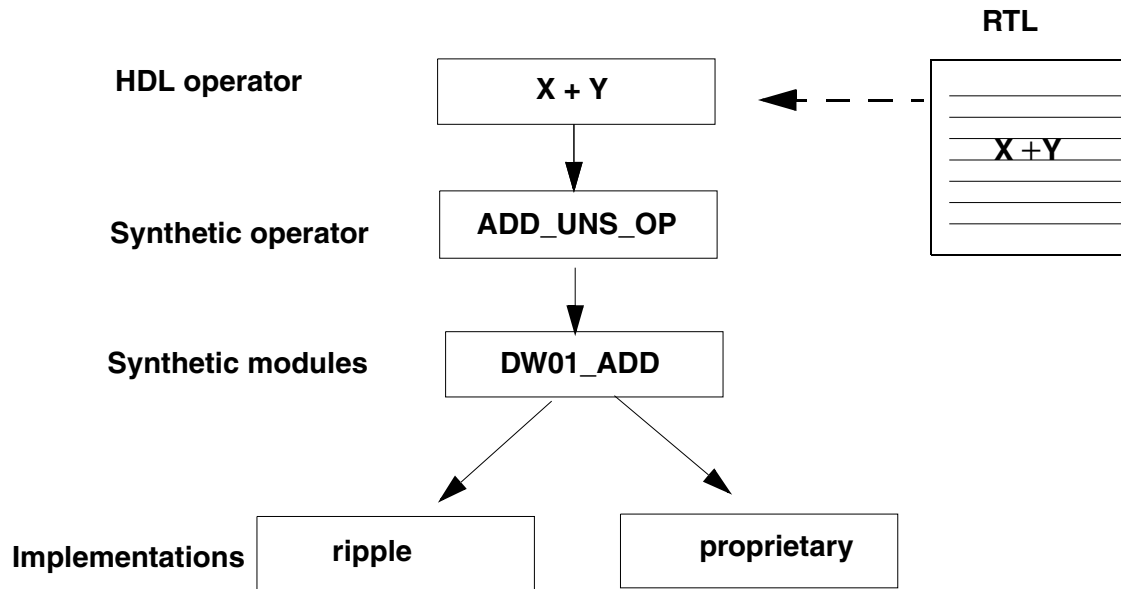 RTL
HDL operator
X + Y
X +Y
Synthetic operator
ADD_UNS_OP
Synthetic modules
DW01_ADD
Implementations
ripple
proprietary